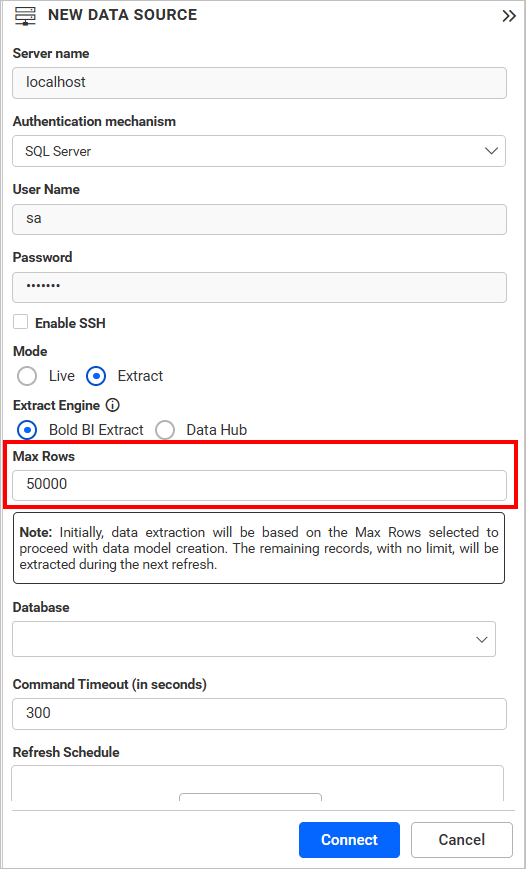 NEW DATA SOURCE
Server name
localhost
Authentication mechanism
SQL Server
User Name
sa
Password
•••••••
Enable SSH
Mode
Live Extract
Extract Engine
Bold BI Extract Data Hub
Max Rows
50000
Note: Initially, data extraction will be based on the Max Rows selected to
proceed with data model creation. The remaining records, with no limit, will be
extracted during the next refresh.
Database
Command Timeout (in seconds)
300
Refresh Schedule
Connect Cancel